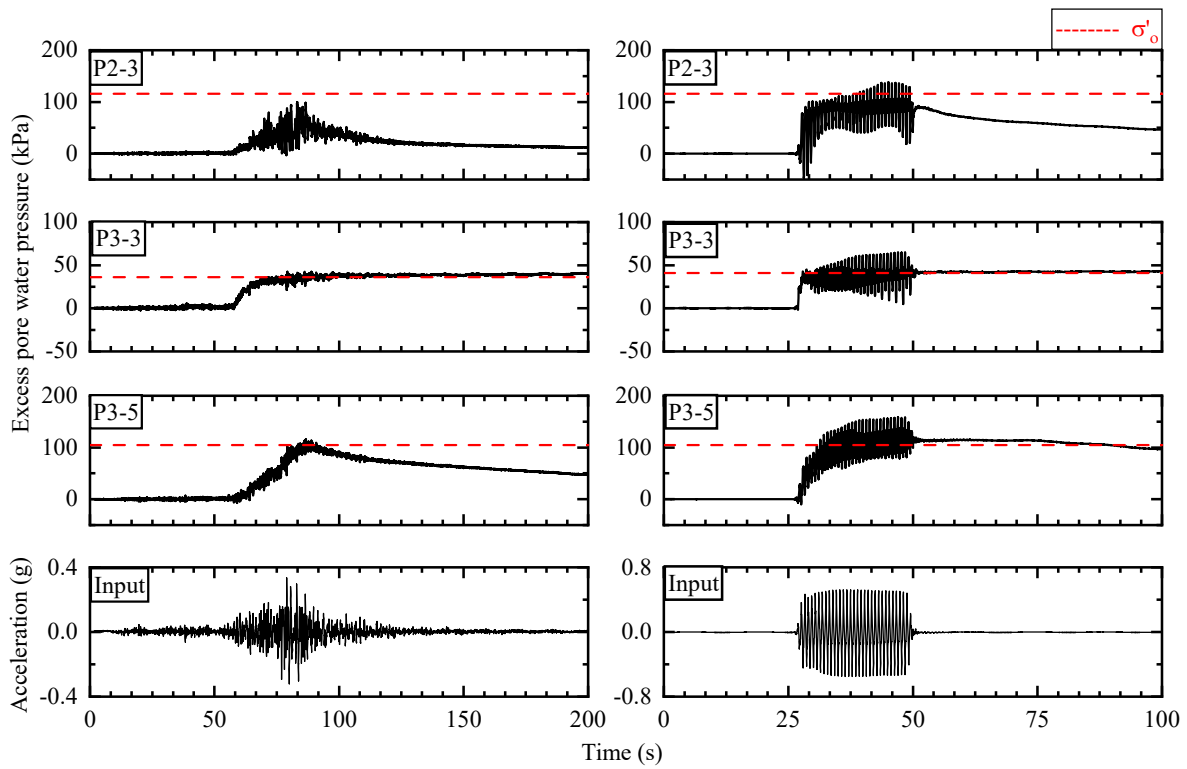 σ'o
Excess pore water pressure (kPa)
P2-3
200
100
0
P2-3
200
100
0
P3-3
100
50
0
-50
P3-3
100
50
0
-50
P3-5
200
100
0
P3-5
200
100
0
Acceleration (g)
Input
0.4
0.0
-0.4
0 50 100 150 200
Input
0.8
0.0
-0.8
0 25 50 75 100
Time (s)